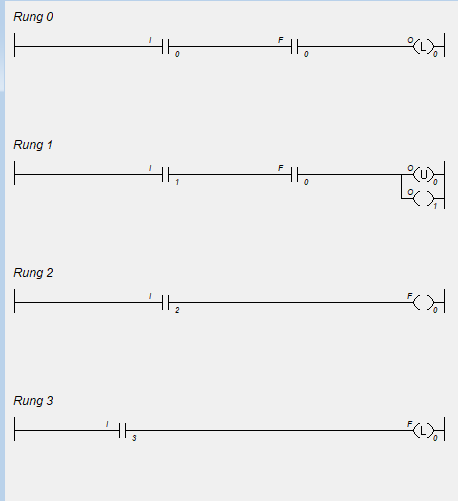 Rung 0
I F O
L
0 0 0
Rung 1
I F O
U
1 0 0
O
1
Rung 2
I F
2 0
Rung 3
I F
L
3 0